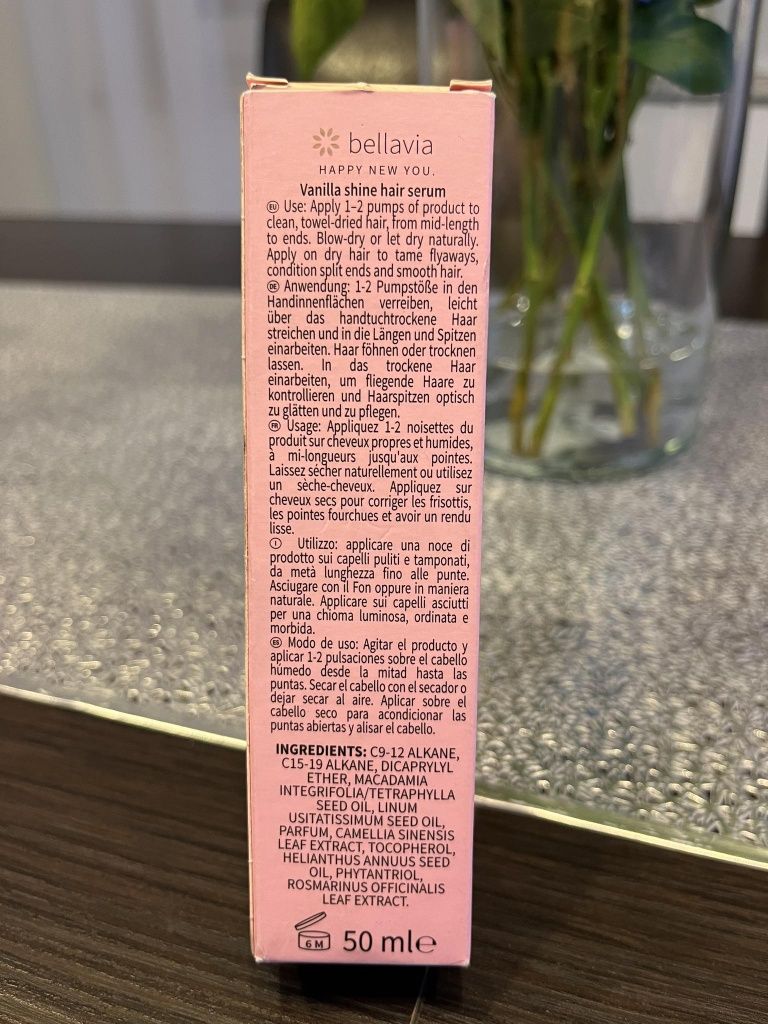 bellavia
HAPPY NEW YOU.
Vanilla shine hair serum
EU Use: Apply 1–2 pumps of product to
clean, towel-dried hair, from mid-length
to ends. Blow-dry or let dry naturally.
Apply on dry hair to tame flyaways,
condition split ends and smooth hair.
DE Anwendung: 1-2 Pumpstöße in den
Handinnenflächen verreiben, leicht
über das handtuchtrockene Haar
streichen und in die Längen und Spitzen
einarbeiten. Haar föhnen oder trocknen
lassen. In das trockene Haar
einarbeiten, um fliegende Haare zu
kontrollieren und Haarspitzen optisch
zu glätten und zu pflegen.
FR Usage: Appliquez 1-2 noisettes du
produit sur cheveux propres et humides,
à mi-longueurs jusqu'aux pointes.
Laissez sécher naturellement ou utilisez
un sèche-cheveux. Appliquez sur
cheveux secs pour corriger les frisottis,
les pointes fourchues et avoir un rendu
lisse.
I Utilizzo: applicare una noce di
prodotto sui capelli puliti e tamponati,
da metà lunghezza fino alle punte.
Asciugare con il Fon oppure in maniera
naturale. Applicare sui capelli asciutti
per una chioma luminosa, ordinata e
morbida.
ES Modo de uso: Agitar el producto y
aplicar 1-2 pulsaciones sobre el cabello
húmedo desde la mitad hasta las
puntas. Secar el cabello con el secador o
dejar secar al aire. Aplicar sobre el
cabello seco para acondicionar las
puntas abiertas y alisar el cabello.
INGREDIENTS: C9-12 ALKANE,
C15-19 ALKANE, DICAPRYLYL
ETHER, MACADAMIA
INTEGRIFOLIA/TETRAPHYLLA
SEED OIL, LINUM
USITATISSIMUM SEED OIL,
PARFUM, CAMELLIA SINENSIS
LEAF EXTRACT, TOCOPHEROL,
HELIANTHUS ANNUUS SEED
OIL, PHYTANTRIOL,
ROSMARINUS OFFICINALIS
LEAF EXTRACT.
6 M 50 ml℮